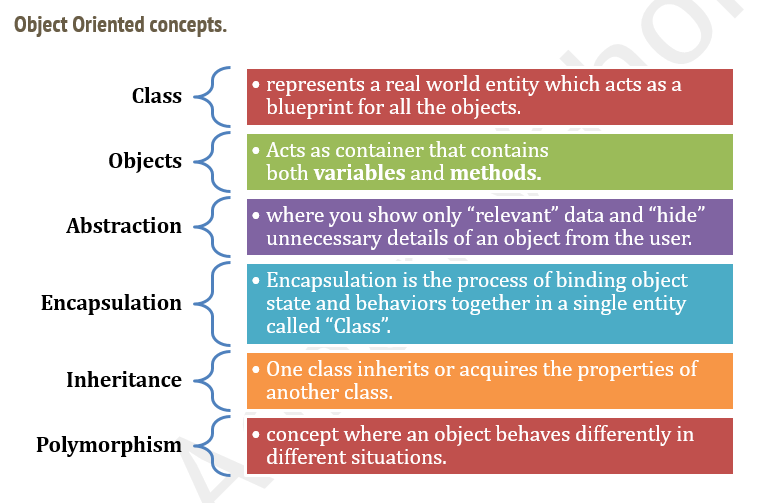 Object Oriented concepts.
Class
• represents a real world entity which acts as a
blueprint for all the objects.
Objects
• Acts as container that contains
both variables and methods.
Abstraction
• where you show only “relevant” data and “hide”
unnecessary details of an object from the user.
Encapsulation
• Encapsulation is the process of binding object
state and behaviors together in a single entity
called “Class”.
Inheritance
• One class inherits or acquires the properties of
another class.
Polymorphism
• concept where an object behaves differently in
different situations.